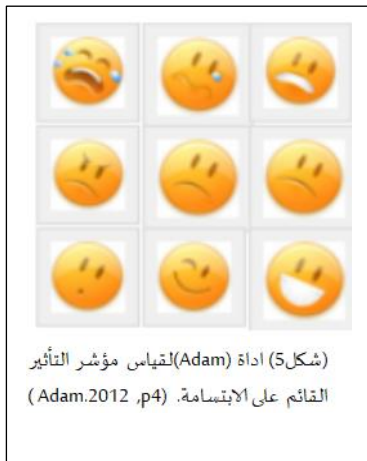 (شكل5) اداة (Adam)لقياس مؤشر التأثير
القائم على الابتسامة. (Adam.2012 ,p4)